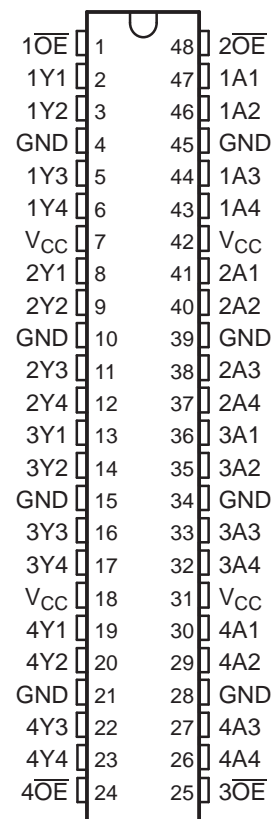 1O̅E̅ 1 48 2O̅E̅
1Y1 2 47 1A1
1Y2 3 46 1A2
GND 4 45 GND
1Y3 5 44 1A3
1Y4 6 43 1A4
VCC 7 42 VCC
2Y1 8 41 2A1
2Y2 9 40 2A2
GND 10 39 GND
2Y3 11 38 2A3
2Y4 12 37 2A4
3Y1 13 36 3A1
3Y2 14 35 3A2
GND 15 34 GND
3Y3 16 33 3A3
3Y4 17 32 3A4
VCC 18 31 VCC
4Y1 19 30 4A1
4Y2 20 29 4A2
GND 21 28 GND
4Y3 22 27 4A3
4Y4 23 26 4A4
4O̅E̅ 24 25 3O̅E̅